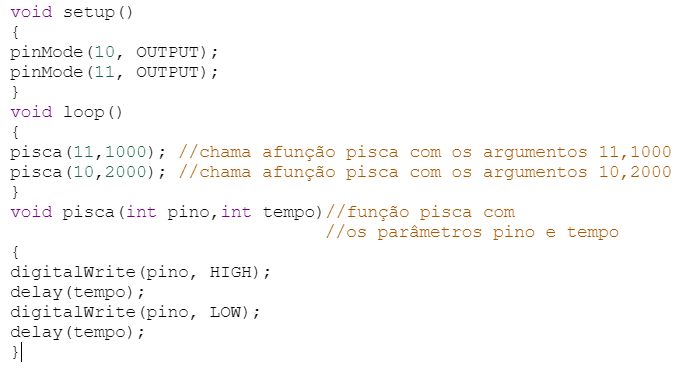 void setup()
{
pinMode(10, OUTPUT);
pinMode(11, OUTPUT);
}
void loop()
{
pisca(11,1000); //chama afunção pisca com os argumentos 11,1000
pisca(10,2000); //chama afunção pisca com os argumentos 10,2000
}
void pisca(int pino,int tempo)//função pisca com
//os parâmetros pino e tempo
{
digitalWrite(pino, HIGH);
delay(tempo);
digitalWrite(pino, LOW);
delay(tempo);
}